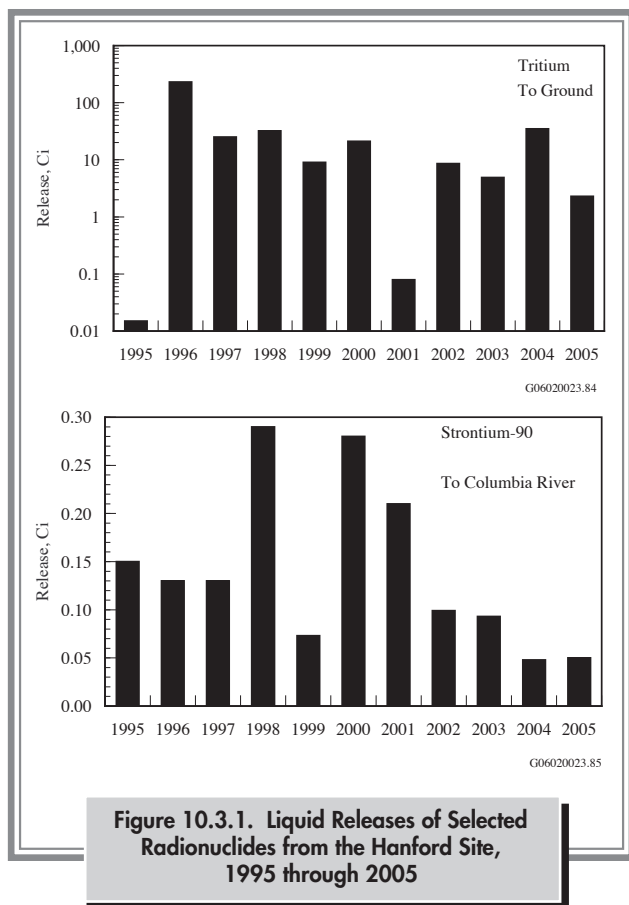 1,000
100
10
1
0.1
0.01
Release, Ci
Tritium
To Ground
1995 1996 1997 1998 1999 2000 2001 2002 2003 2004 2005
G06020023.84
0.30
0.25
0.20
0.15
0.10
0.05
0.00
Release, Ci
Strontium-90
To Columbia River
1995 1996 1997 1998 1999 2000 2001 2002 2003 2004 2005
G06020023.85
Figure 10.3.1. Liquid Releases of Selected
Radionuclides from the Hanford Site,
1995 through 2005